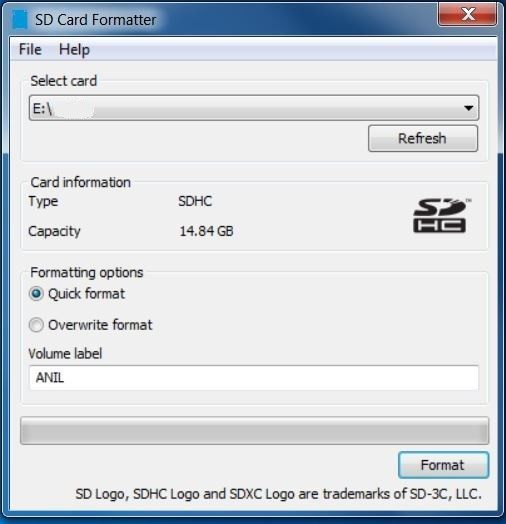 SD Card Formatter
File Help
Select card
E:\
Refresh
Card information
Type SDHC
Capacity 14.84 GB
SD HC ™
Formatting options
Quick format
Overwrite format
Volume label
ANIL
Format
SD Logo, SDHC Logo and SDXC Logo are trademarks of SD-3C, LLC.